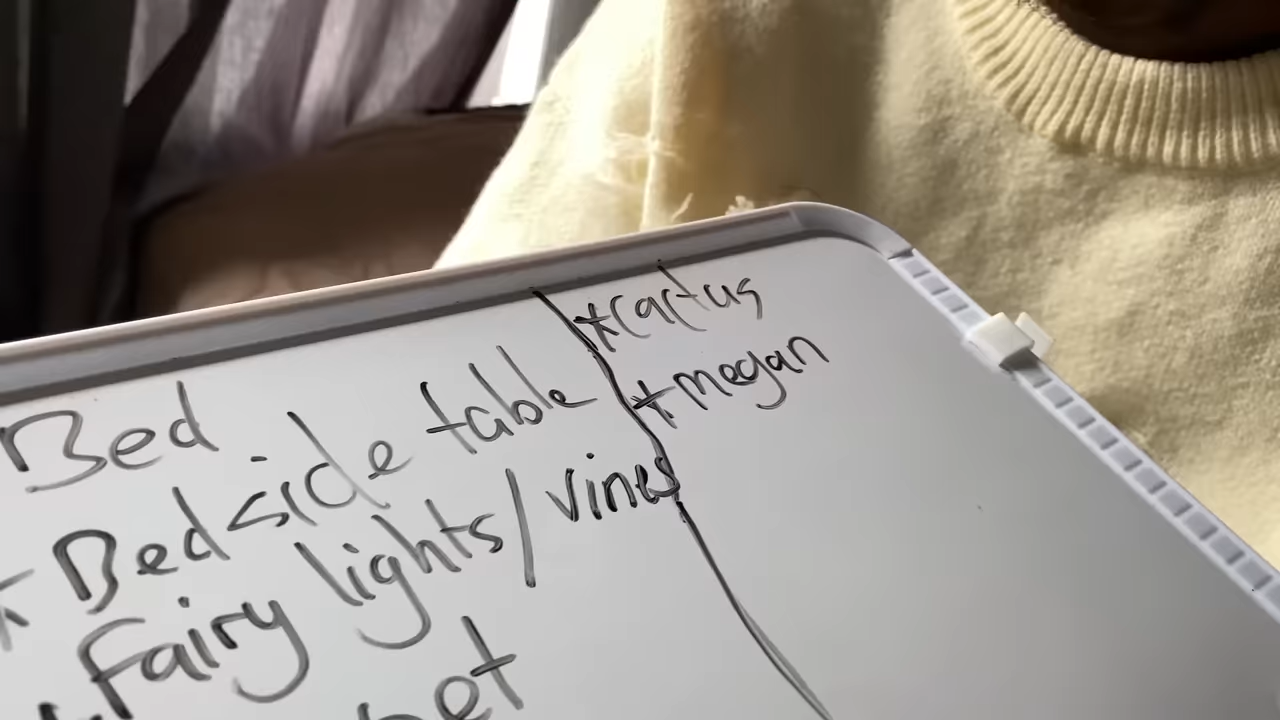 Bed
* Bedside table
* Fairy lights/vines
* cactus
* megan